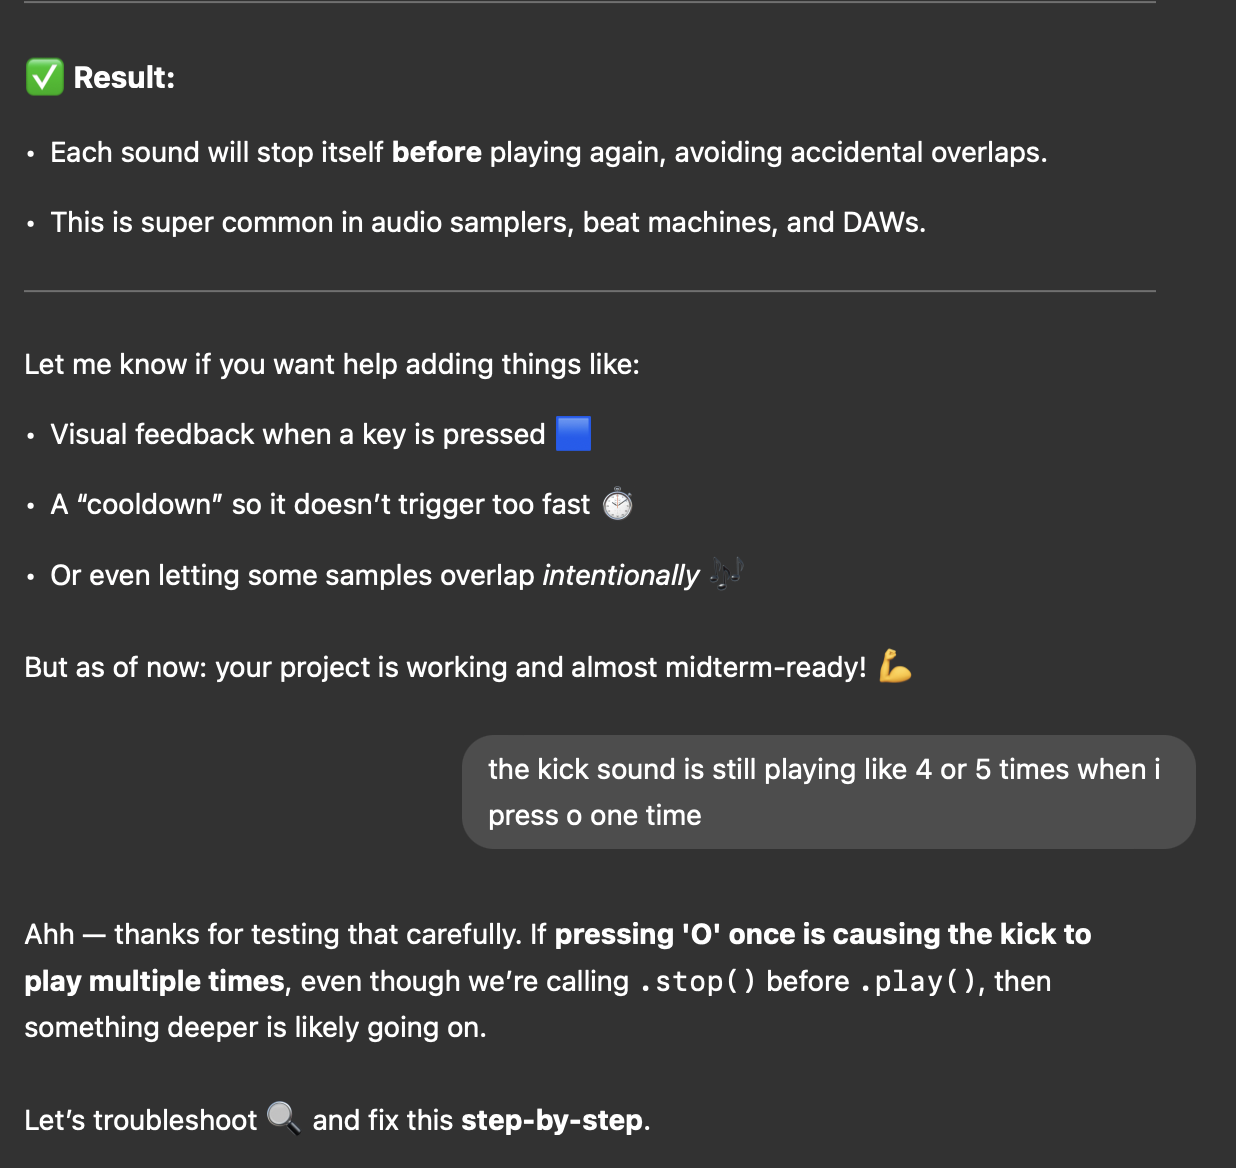 ✅ Result:
• Each sound will stop itself before playing again, avoiding accidental overlaps.
• This is super common in audio samplers, beat machines, and DAWs.
Let me know if you want help adding things like:
• Visual feedback when a key is pressed 🟦
• A “cooldown” so it doesn’t trigger too fast ⏱️
• Or even letting some samples overlap intentionally 🎶
But as of now: your project is working and almost midterm-ready! 💪
the kick sound is still playing like 4 or 5 times when i
press o one time
Ahh — thanks for testing that carefully. If pressing 'O' once is causing the kick to
play multiple times, even though we’re calling .stop() before .play(), then
something deeper is likely going on.
Let’s troubleshoot 🔍 and fix this step-by-step.